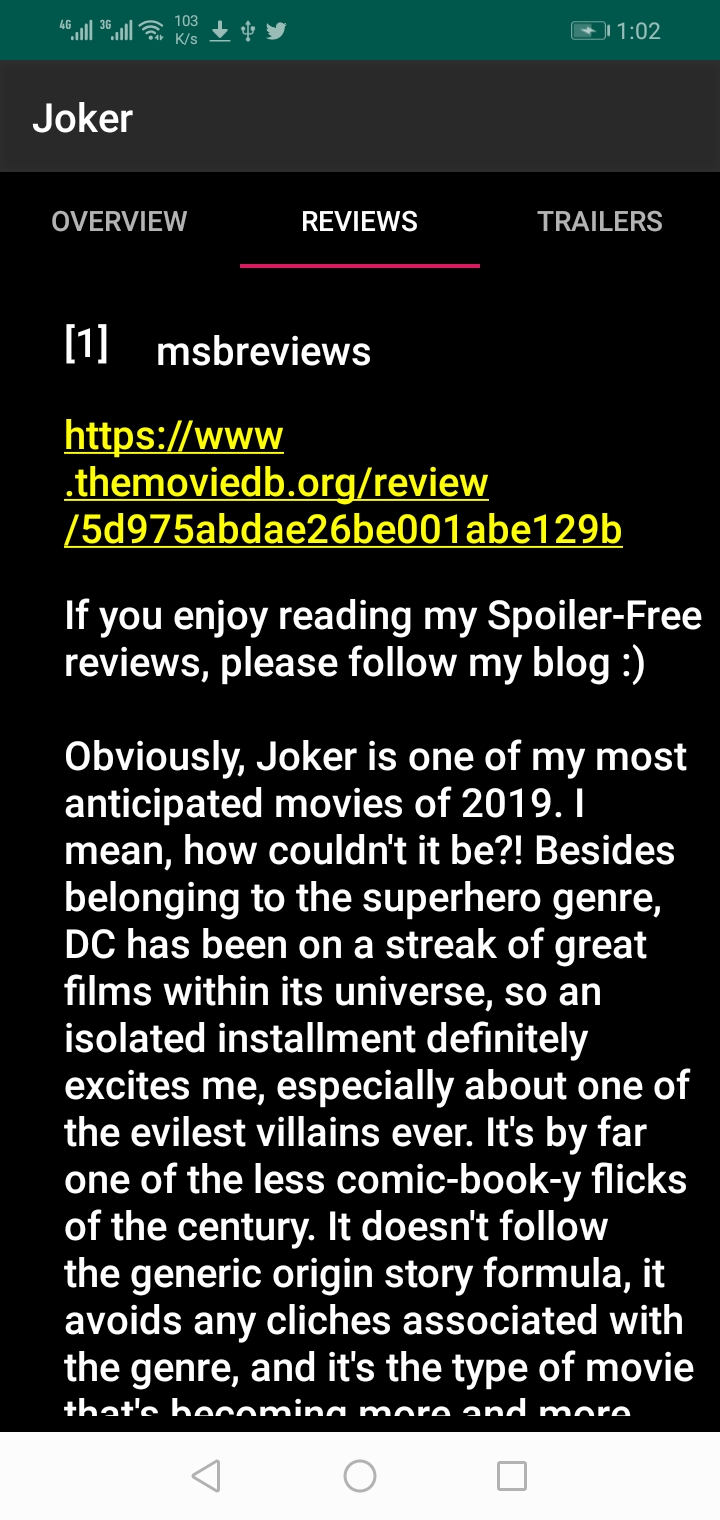 4G 3G 103 K/s 1:02
Joker
OVERVIEW REVIEWS TRAILERS
[1] msbreviews
https://www
.themoviedb.org/review
/5d975abdae26be001abe129b
If you enjoy reading my Spoiler-Free
reviews, please follow my blog :)
Obviously, Joker is one of my most
anticipated movies of 2019. I
mean, how couldn't it be?! Besides
belonging to the superhero genre,
DC has been on a streak of great
films within its universe, so an
isolated installment definitely
excites me, especially about one of
the evilest villains ever. It's by far
one of the less comic-book-y flicks
of the century. It doesn't follow
the generic origin story formula, it
avoids any cliches associated with
the genre, and it's the type of movie
that's becoming more and more